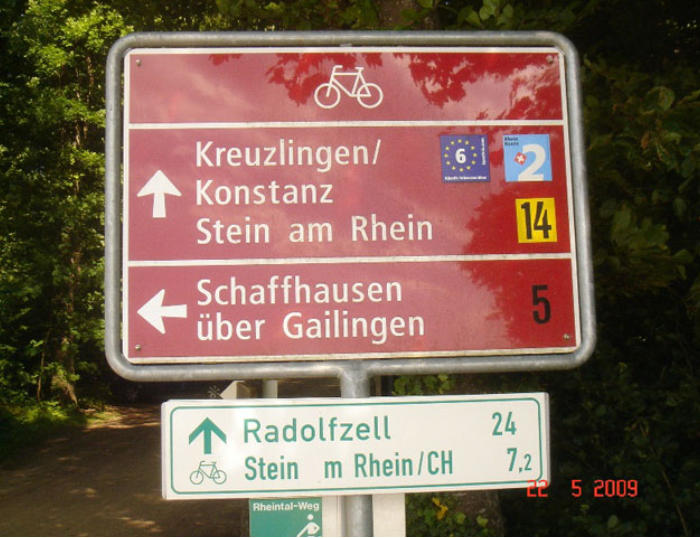 Kreuzlingen/
Konstanz
Stein am Rhein
6
2
14
Schaffhausen
über Gailingen
5
Radolfzell 24
Stein m Rhein/CH 7,2
Rheintal-Weg
22 5 2009